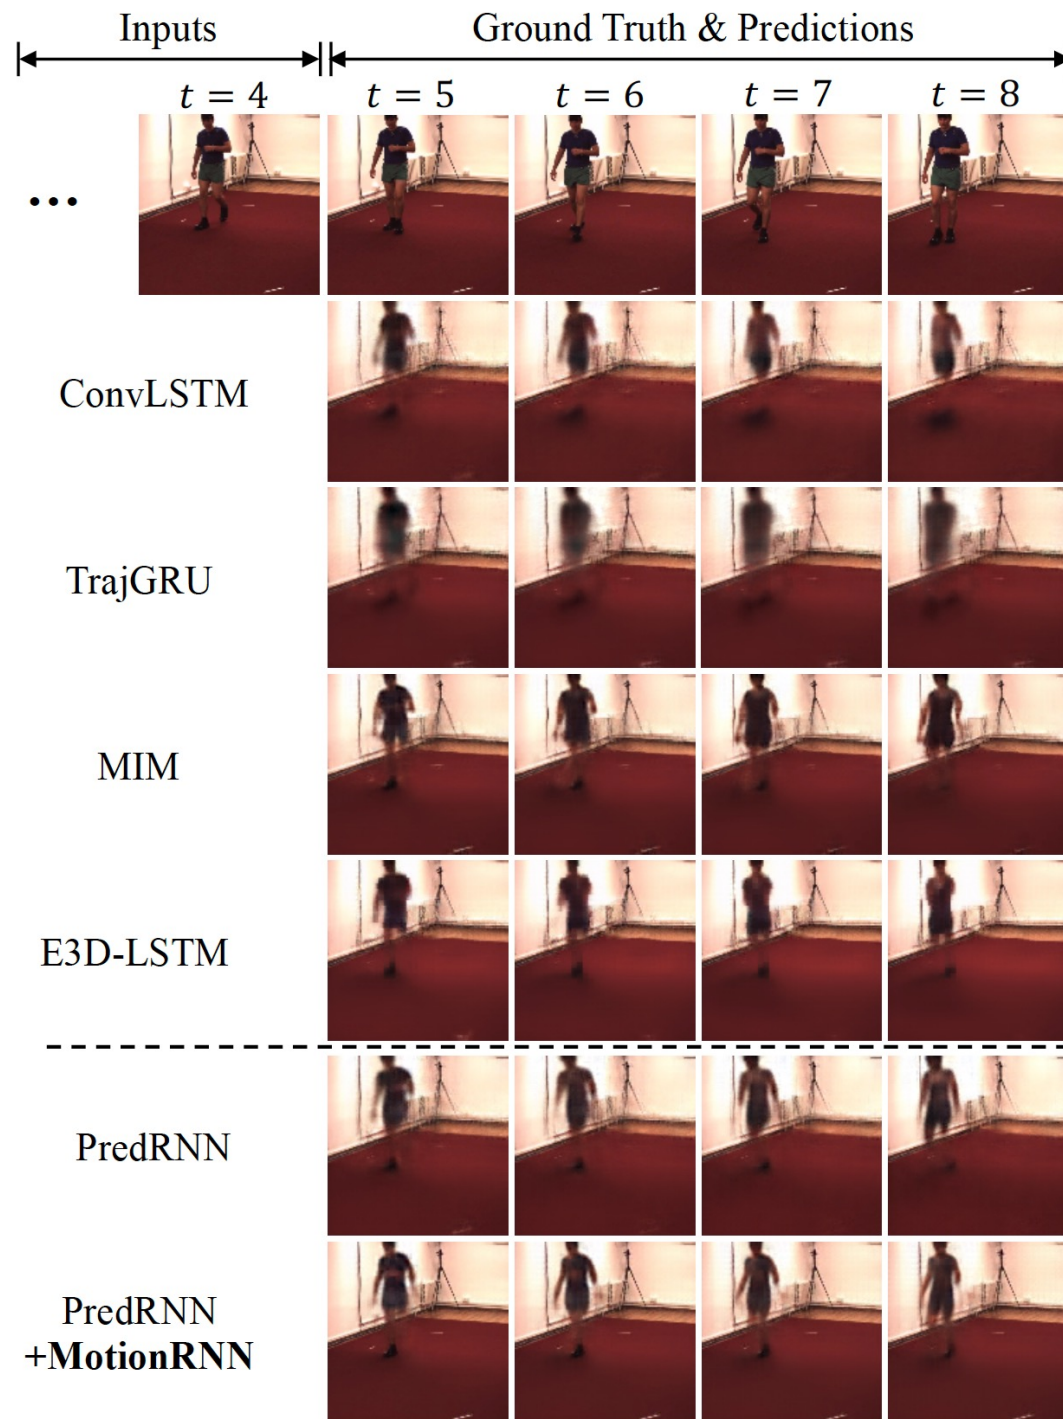 Inputs
Ground Truth & Predictions
t = 4
t = 5
t = 6
t = 7
t = 8
...
ConvLSTM
TrajGRU
MIM
E3D-LSTM
PredRNN
PredRNN
+MotionRNN